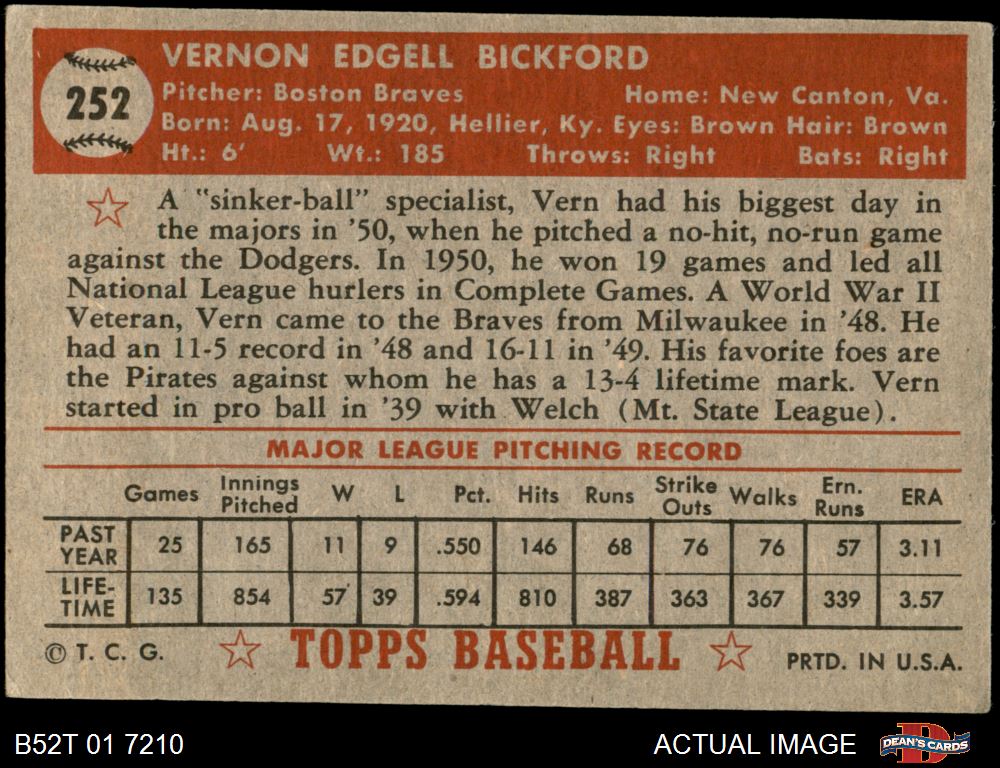 VERNON EDGELL BICKFORD
252
Pitcher: Boston Braves Home: New Canton, Va.
Born: Aug. 17, 1920, Hellier, Ky. Eyes: Brown Hair: Brown
Ht.: 6' Wt.: 185 Throws: Right Bats: Right
A "sinker-ball" specialist, Vern had his biggest day in
the majors in '50, when he pitched a no-hit, no-run game
against the Dodgers. In 1950, he won 19 games and led all
National League hurlers in Complete Games. A World War II
Veteran, Vern came to the Braves from Milwaukee in '48. He
had an 11-5 record in '48 and 16-11 in '49. His favorite foes are
the Pirates against whom he has a 13-4 lifetime mark. Vern
started in pro ball in '39 with Welch (Mt. State League).
MAJOR LEAGUE PITCHING RECORD
Games Innings Pitched W L Pct. Hits Runs Strike Outs Walks Ern. Runs ERA
PAST YEAR 25 165 11 9 .550 146 68 76 76 57 3.11
LIFE-TIME 135 854 57 39 .594 810 387 363 367 339 3.57
© T. C. G. TOPPS BASEBALL PRTD. IN U.S.A.
B52T 01 7210 ACTUAL IMAGE DEAN'S CARDS